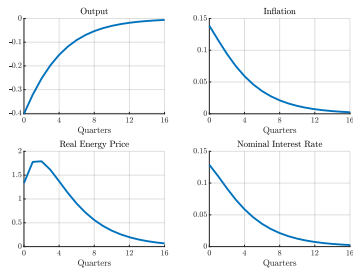 Output
0
-0.1
-0.2
-0.3
-0.4
0 4 8 12 16
Quarters
Inflation
0.15
0.1
0.05
0
0 4 8 12 16
Quarters
Real Energy Price
2
1.5
1
0.5
0
0 4 8 12 16
Quarters
Nominal Interest Rate
0.15
0.1
0.05
0
0 4 8 12 16
Quarters